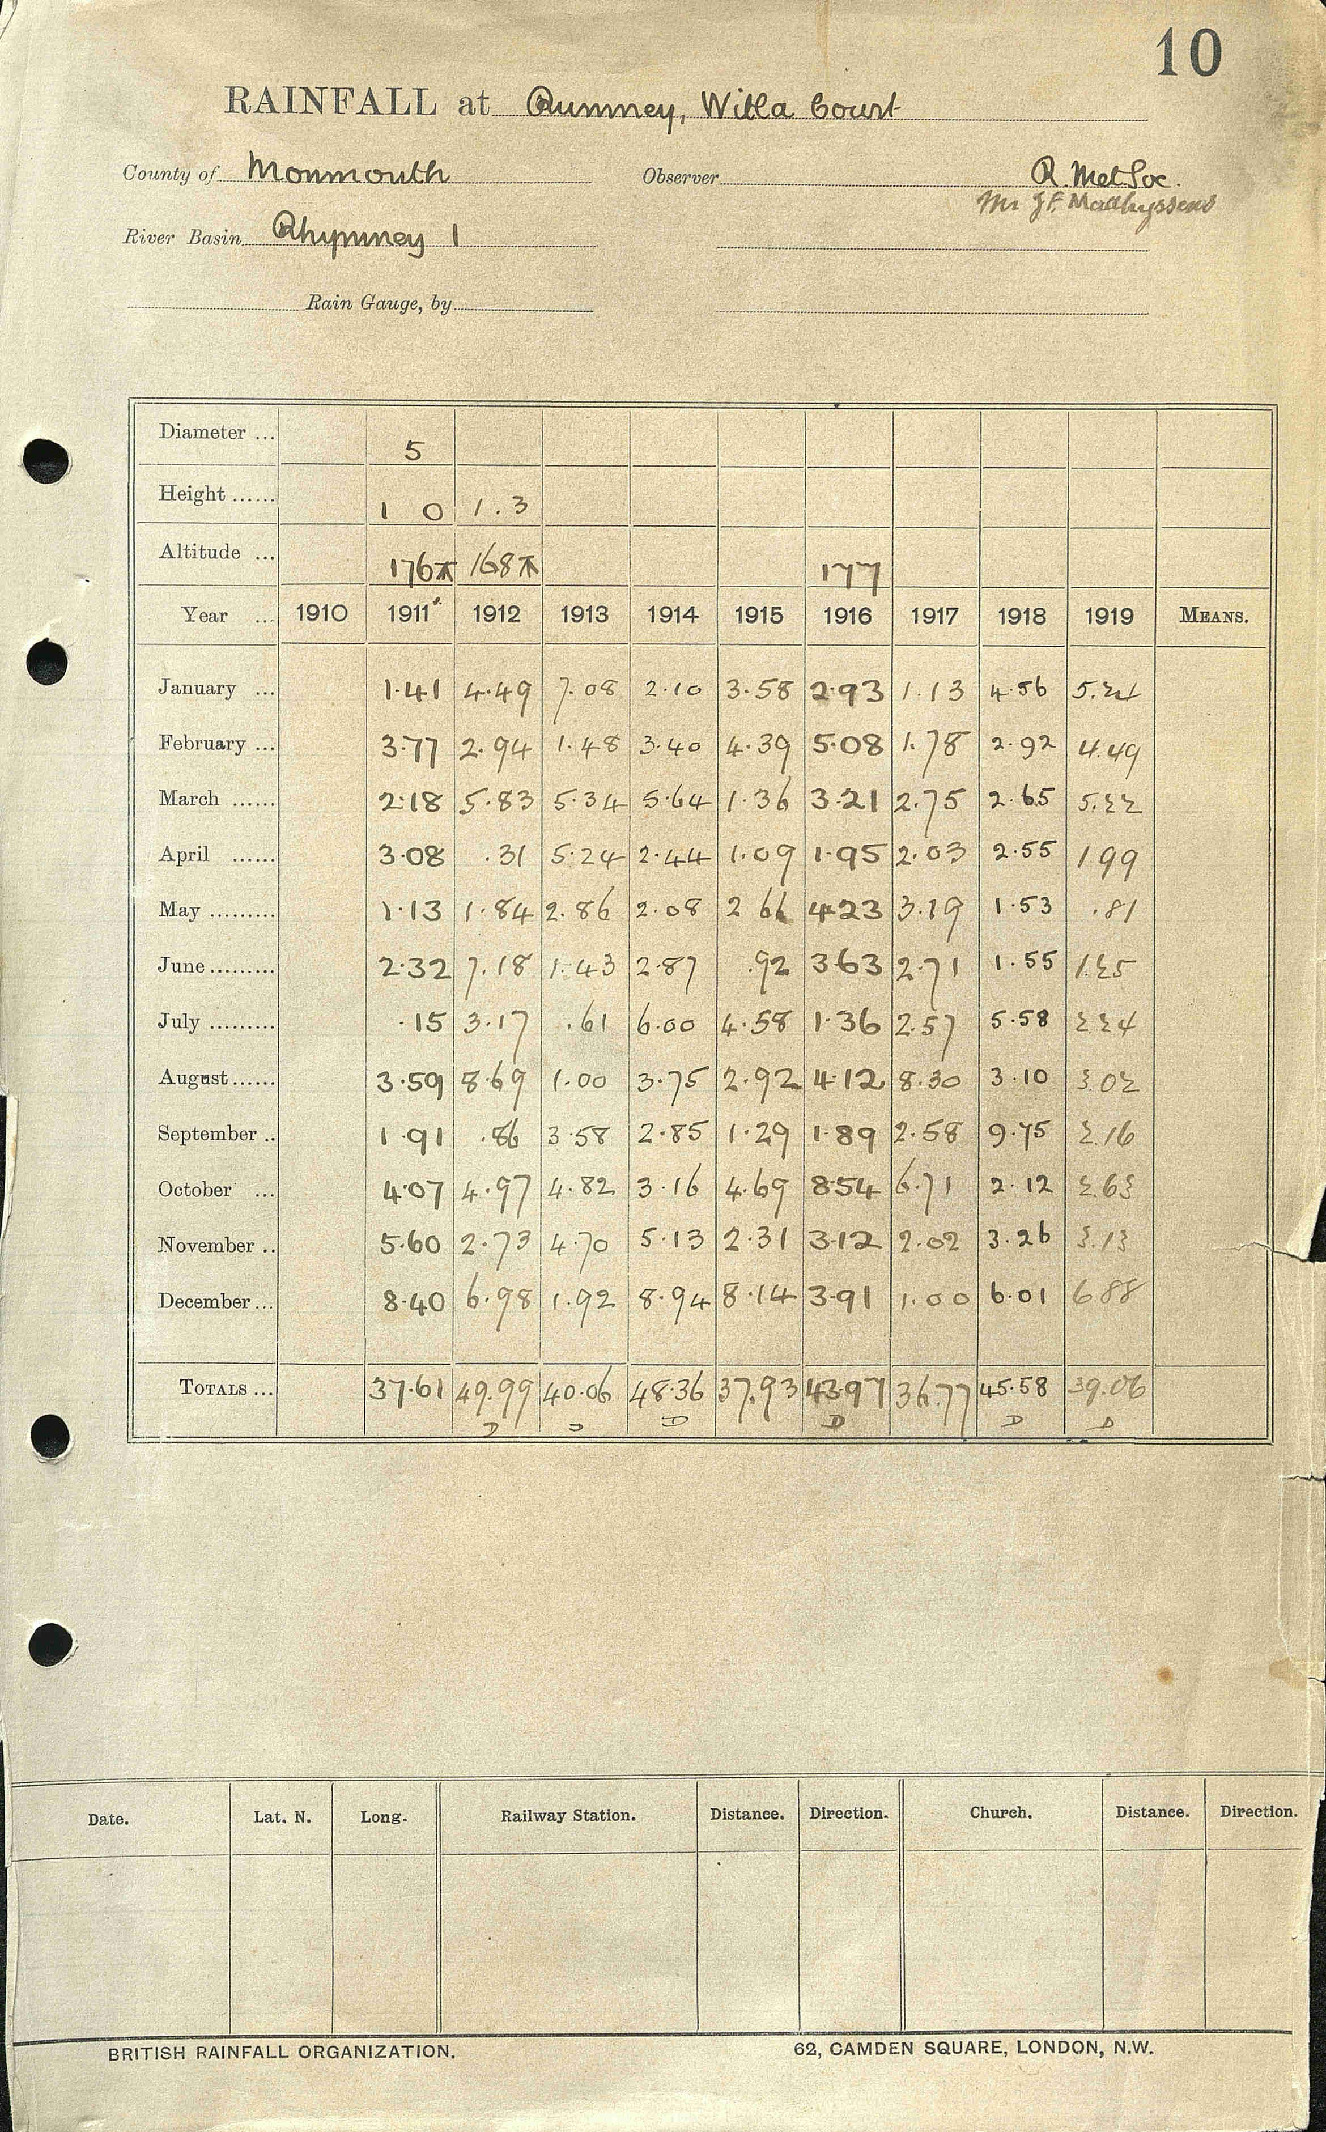 10
RAINFALL at Rumney, Witla Court
County of Monmouth Observer R. Met Soc.
Mr J F Matthyssens
River Basin Rhymney 1
Rain Gauge, by
Diameter ... 5
Height ...... 1 0 1.3
Altitude ... 176 168 177
Year ... 1910 1911 1912 1913 1914 1915 1916 1917 1918 1919 MEANS.
January ... 1.41 4.49 7.08 2.10 3.58 2.93 1.13 4.56 5.24
February ... 3.77 2.94 1.48 3.40 4.39 5.08 1.78 2.92 4.49
March ...... 2.18 5.83 5.34 5.64 1.36 3.21 2.75 2.65 5.22
April ...... 3.08 .31 5.24 2.44 1.09 1.95 2.03 2.55 1.99
May ......... 1.13 1.84 2.86 2.08 2 66 4.23 3.19 1.53 .81
June ......... 2.32 7.18 1.43 2.87 .92 3.63 2.71 1.55 1.25
July ......... .15 3.17 .61 6.00 4.58 1.36 2.57 5.58 2.24
August ...... 3.59 8.69 1.00 3.75 2.92 4.12 8.30 3.10 3.02
September .. 1.91 .86 3.58 2.85 1.29 1.89 2.58 9.75 2.16
October ... 4.07 4.97 4.82 3.16 4.69 8.54 6.71 2.12 2.63
November .. 5.60 2.73 4.70 5.13 2.31 3.12 2.02 3.26 3.13
December ... 8.40 6.98 1.92 8.94 8.14 3.91 1.00 6.01 6.88
TOTALS ... 37.61 49.99 40.06 48.36 37.93 43.97 36.77 45.58 39.06
D D D D D D
Date. Lat. N. Long. Railway Station. Distance. Direction. Church. Distance. Direction.
BRITISH RAINFALL ORGANIZATION. 62, CAMDEN SQUARE, LONDON, N.W.